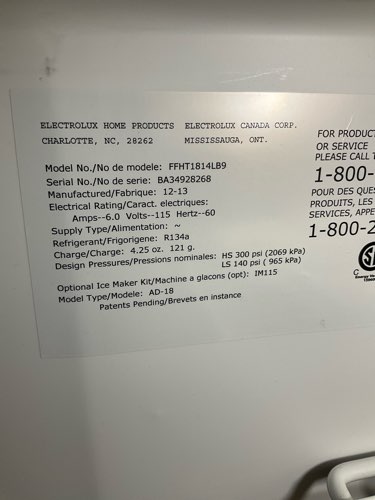 ELECTROLUX HOME PRODUCTS ELECTROLUX CANADA CORP.
CHARLOTTE, NC, 28262 MISSISSAUGA, ONT.
Model No./No de modele: FFHT1814LB9
Serial No./No de serie: BA34928268
Manufactured/Fabrique: 12-13
Electrical Rating/Caract. electriques:
Amps--6.0 Volts--115 Hertz--60
Supply Type/Alimentation: ~
Refrigerant/Frigorigene: R134a
Charge/Charge: 4.25 oz. 121 g.
Design Pressures/Pressions nominales: HS 300 psi (2069 kPa)
LS 140 psi ( 965 kPa)
Optional Ice Maker Kit/Machine a glacons (opt): IM115
Model Type/Modele: AD-18
Patents Pending/Brevets en instance
FOR PRODUCT
OR SERVICE
PLEASE CALL T
1-800-
POUR DES QUES
PRODUITS, LES
SERVICES, APPE
1-800-2
C